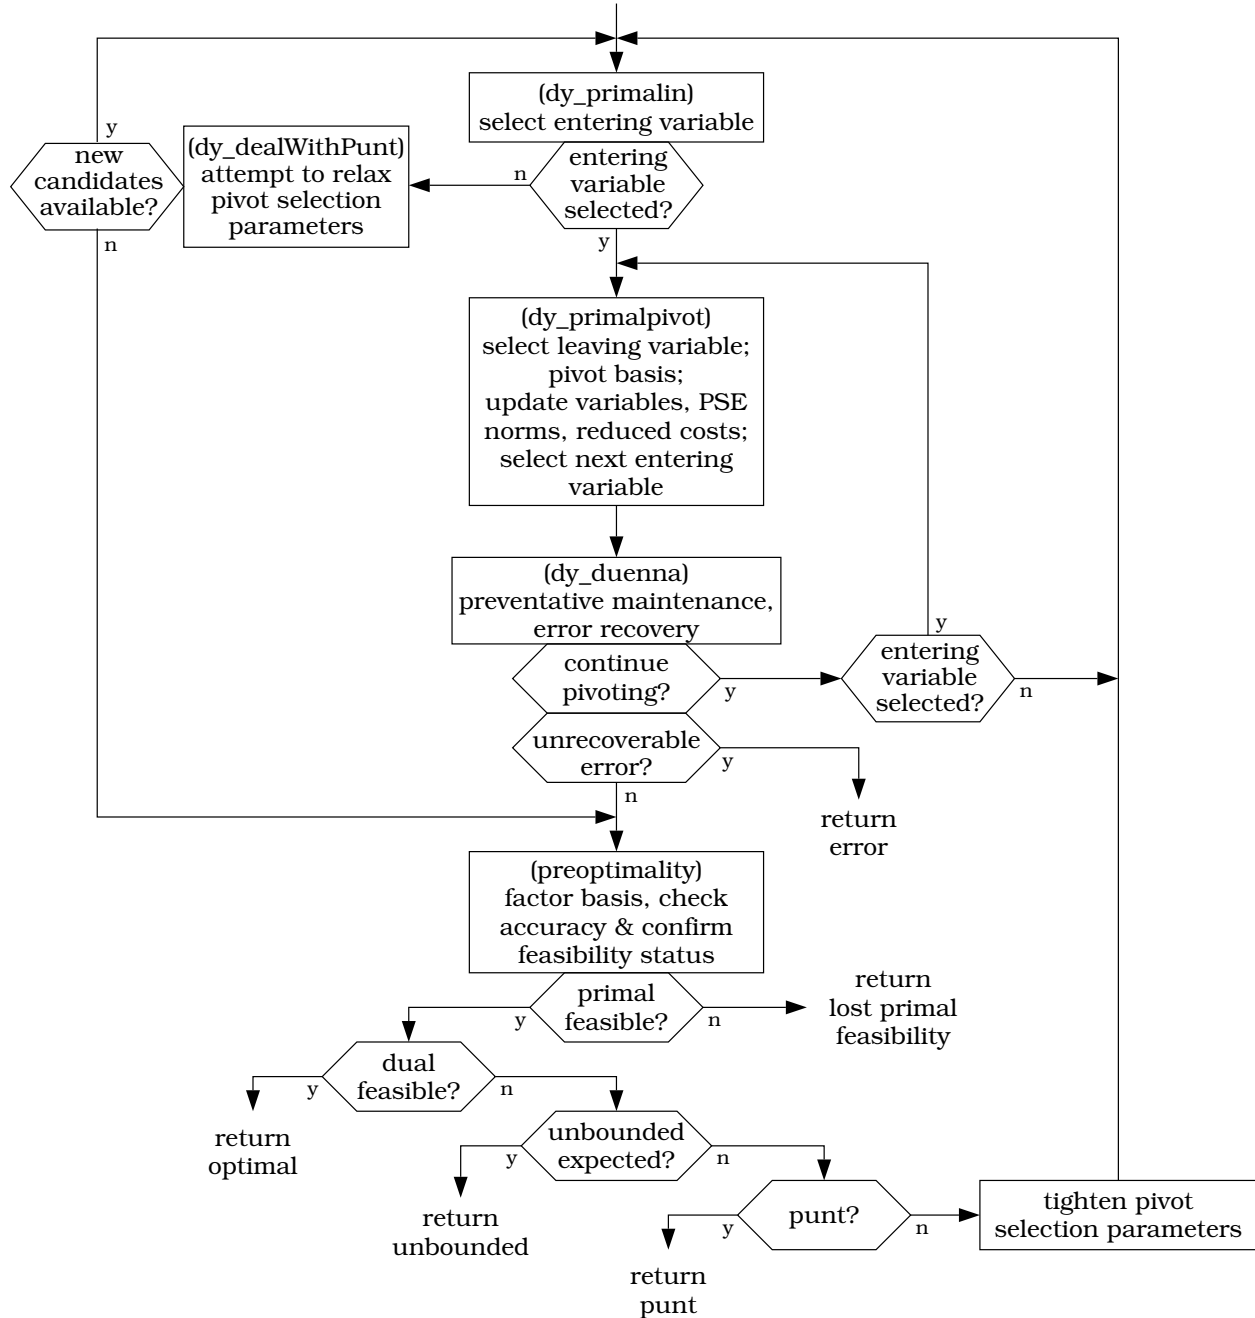 (dy_primalin)
select entering variable
y
new
candidates
available?
n
(dy_dealWithPunt)
attempt to relax
pivot selection
parameters
n
entering
variable
selected?
y
(dy_primalpivot)
select leaving variable;
pivot basis;
update variables, PSE
norms, reduced costs;
select next entering
variable
(dy_duenna)
preventative maintenance,
error recovery
continue
pivoting?
y
y
entering
variable
selected?
n
unrecoverable
error?
y
n
return
error
(preoptimality)
factor basis, check
accuracy & confirm
feasibility status
primal
feasible?
y
n
return
lost primal
feasibility
dual
feasible?
y
n
return
optimal
unbounded
expected?
y
n
return
unbounded
punt?
y
n
return
punt
tighten pivot
selection parameters